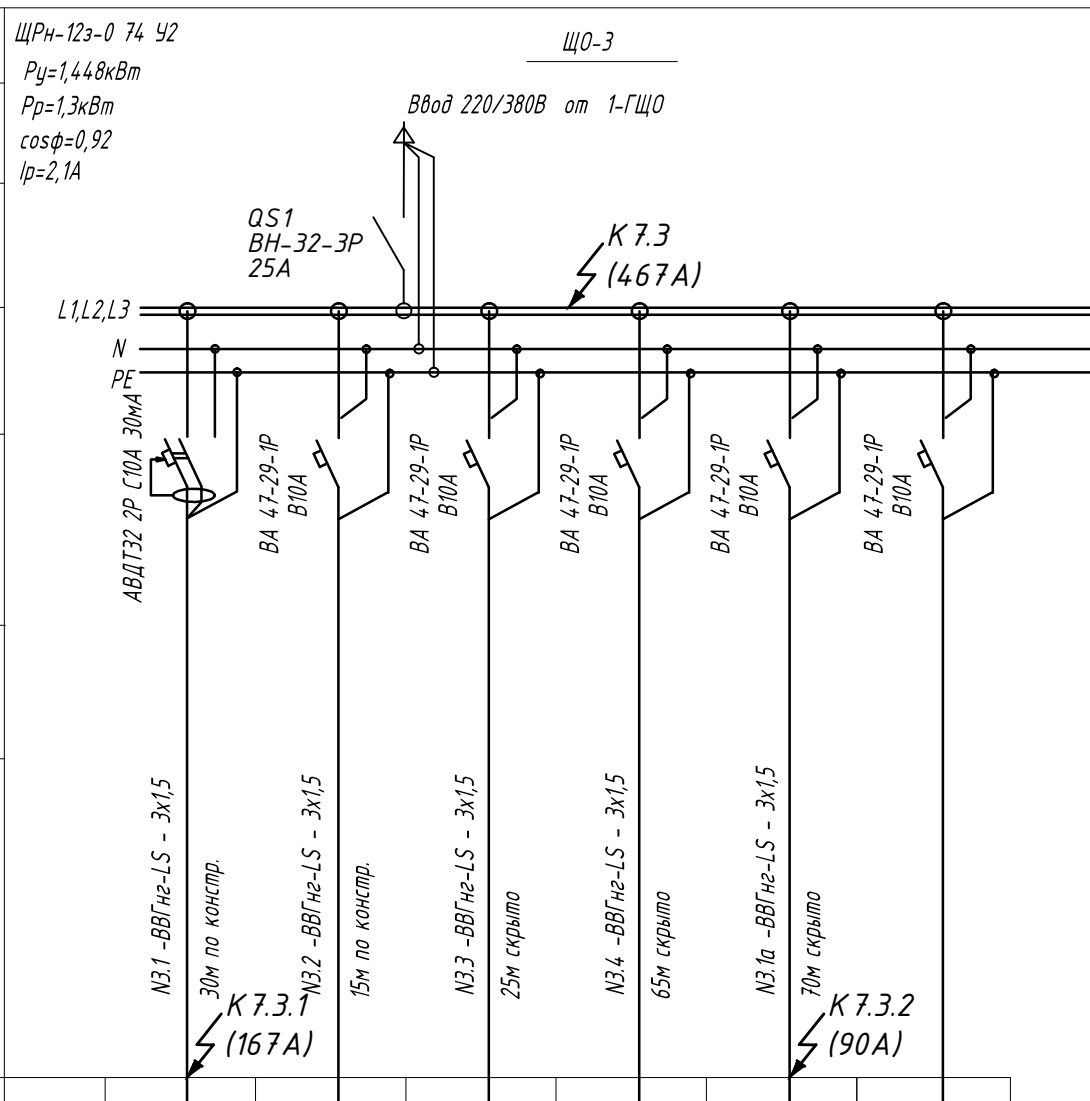 ЩРн-12з-0 74 У2
Ру=1,448кВт
Рр=1,3кВт
cosφ=0,92
Iр=2,1А
ЩО-3
Ввод 220/380В от 1-ГЩО
QS1
ВН-32-3Р
25А
К 7.3
(467А)
L1,L2,L3
N
PE
АВДТ32 2Р С10А 30мА
ВА 47-29-1Р
В10А
ВА 47-29-1Р
В10А
ВА 47-29-1Р
В10А
ВА 47-29-1Р
В10А
ВА 47-29-1Р
В10А
N3.1 -ВВГнг-LS - 3х1,5
30м по констр.
N3.2 -ВВГнг-LS - 3х1,5
15м по констр.
N3.3 -ВВГнг-LS - 3х1,5
25м скрыто
N3.4 -ВВГнг-LS - 3х1,5
65м скрыто
N3.1а -ВВГнг-LS - 3х1,5
70м скрыто
К 7.3.1
(167А)
К 7.3.2
(90А)